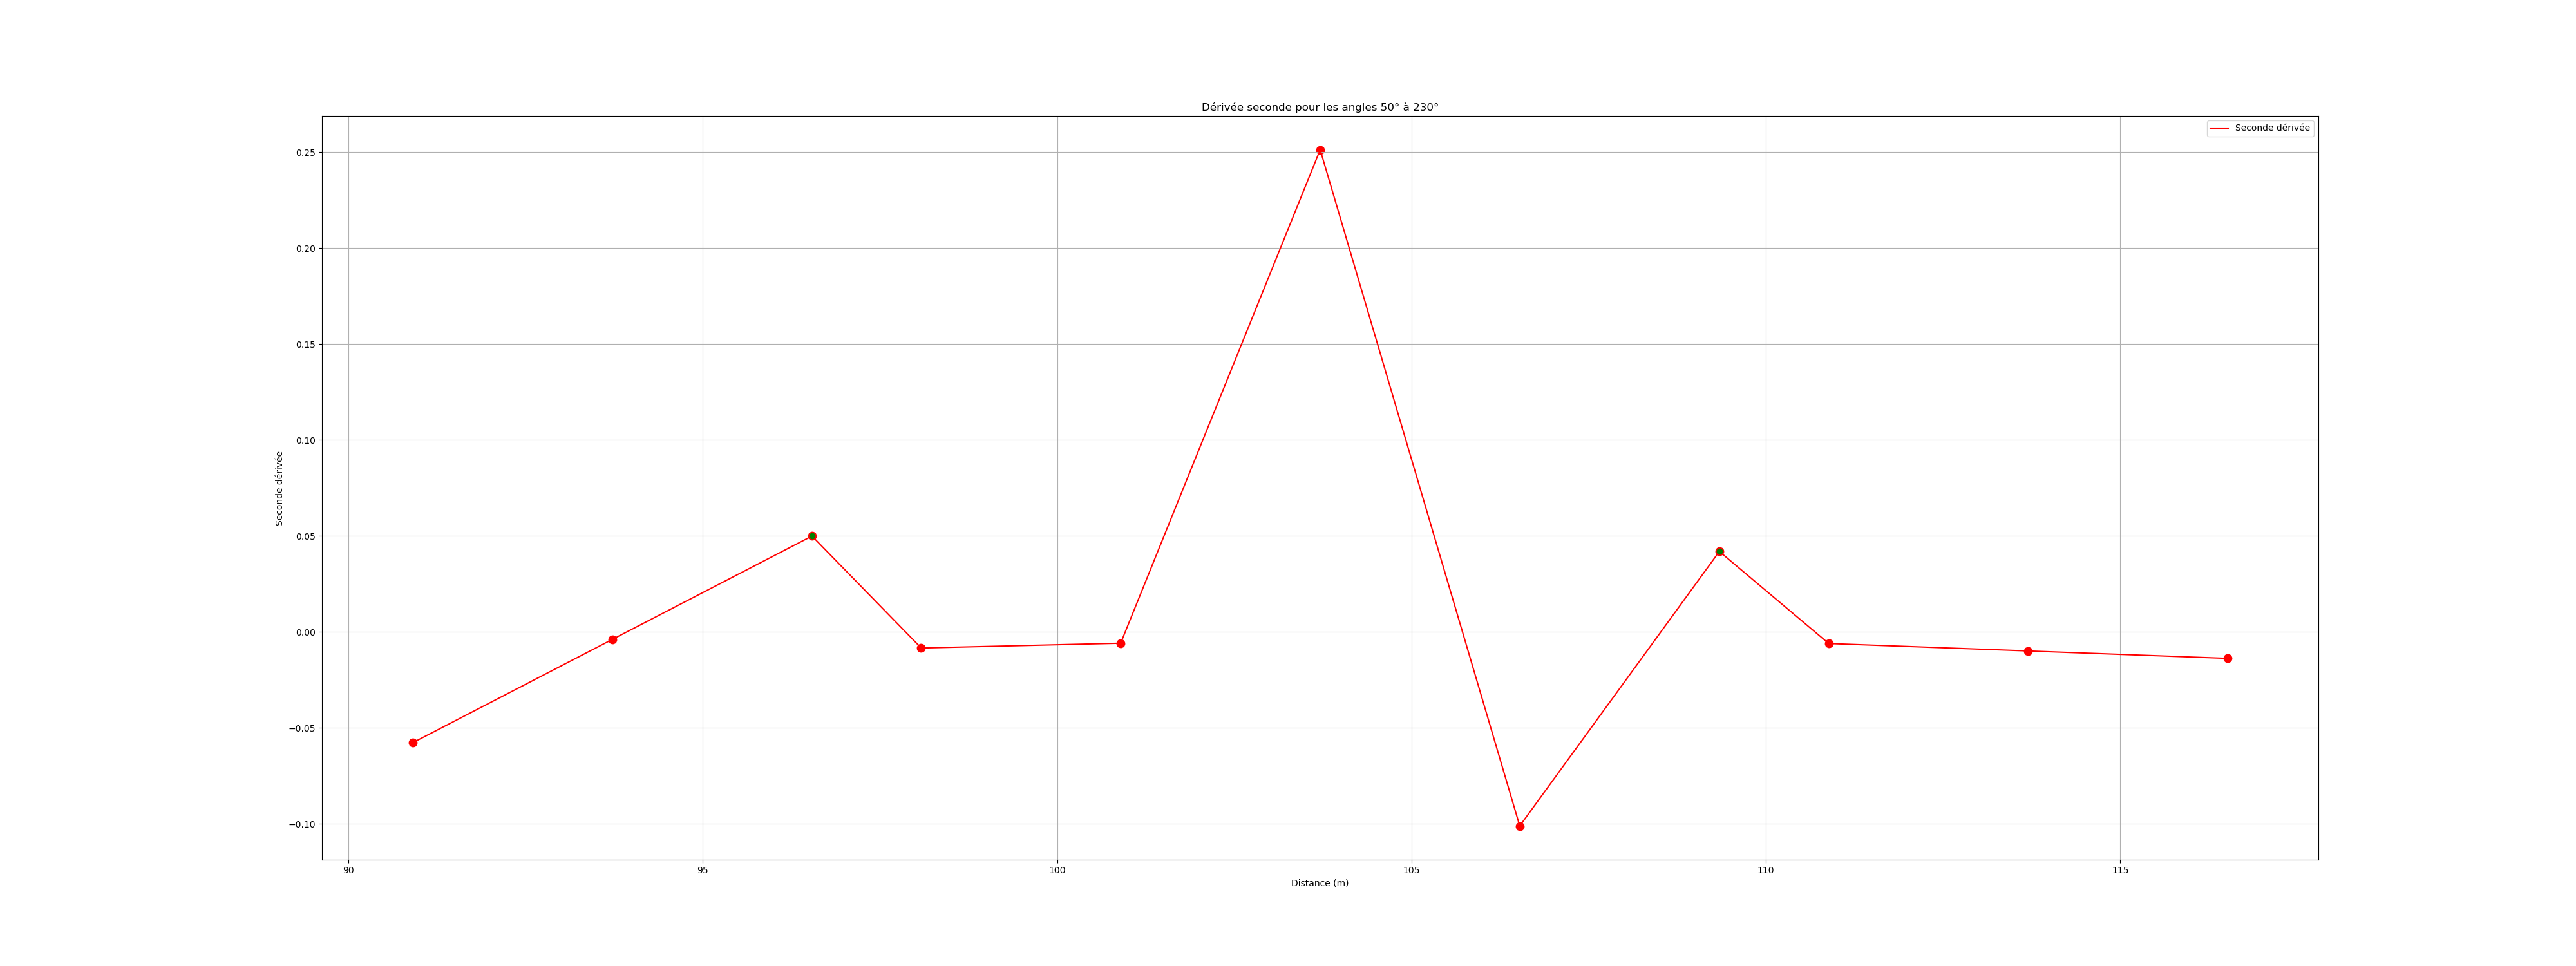 Dérivée seconde pour les angles 50° à 230°
Seconde dérivée
0.25
0.20
0.15
0.10
0.05
0.00
−0.05
−0.10
Seconde dérivée
90 95 100 105 110 115
Distance (m)